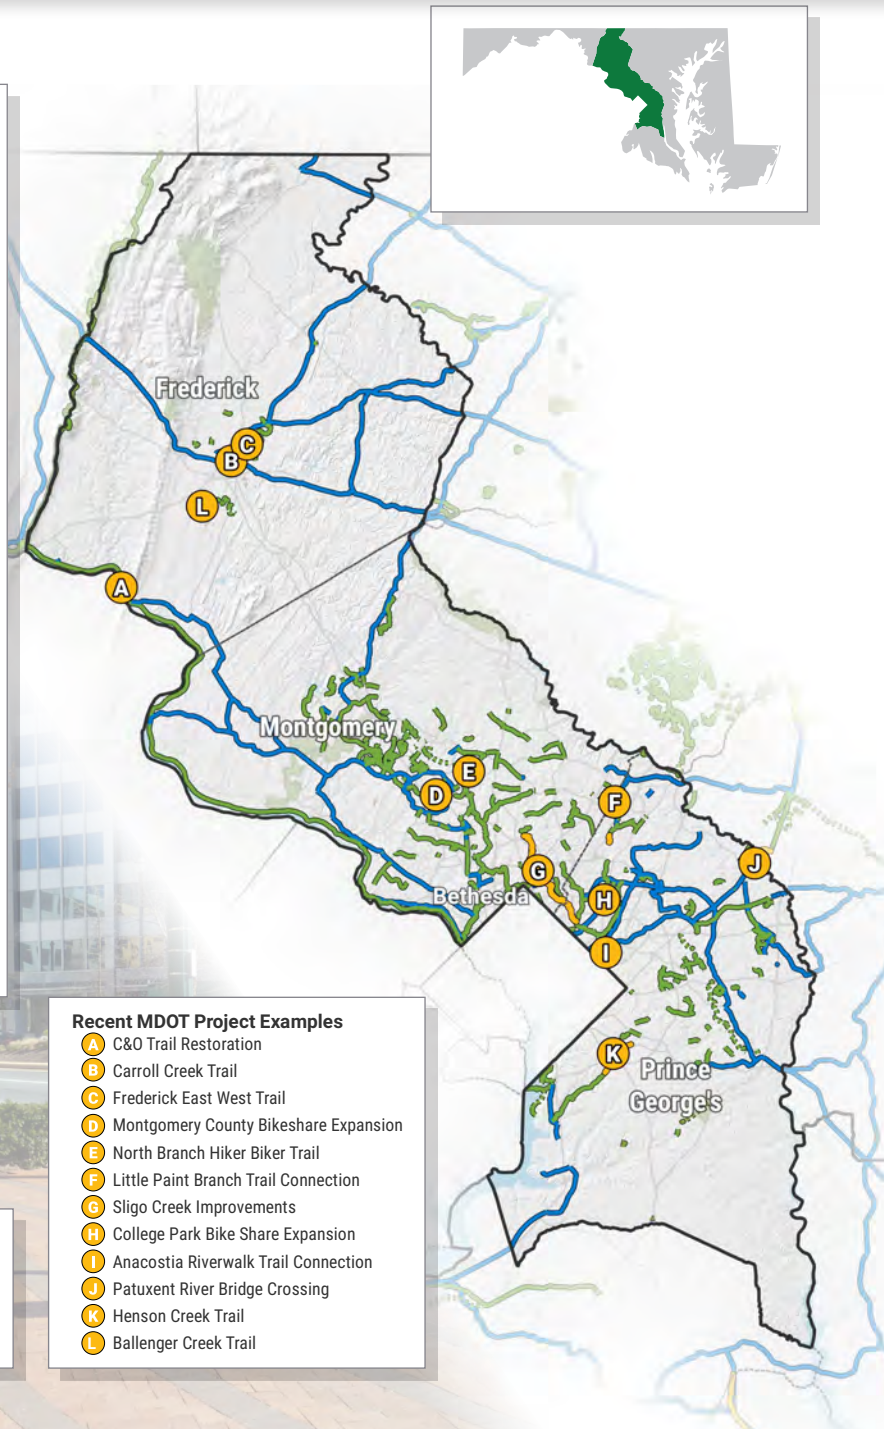 Frederick
C
B
L
A
Montgomery
E
D
F
G
J
Bethesda
H
I
K
Prince
George's
Recent MDOT Project Examples
A C&O Trail Restoration
B Carroll Creek Trail
C Frederick East West Trail
D Montgomery County Bikeshare Expansion
E North Branch Hiker Biker Trail
F Little Paint Branch Trail Connection
G Sligo Creek Improvements
H College Park Bike Share Expansion
I Anacostia Riverwalk Trail Connection
J Patuxent River Bridge Crossing
K Henson Creek Trail
L Ballenger Creek Trail